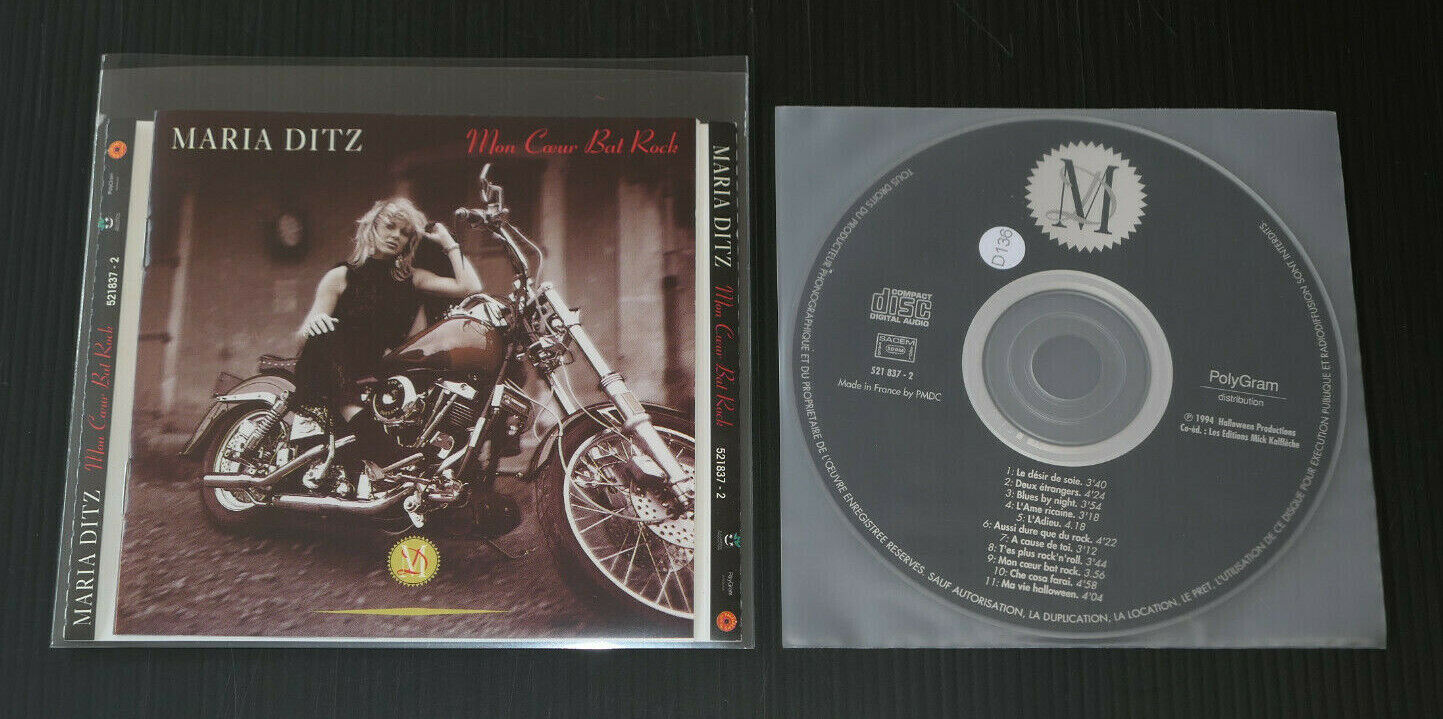 MARIA DITZ
Mon Cœur Bat Rock
MARIA DITZ Mon Cœur Bat Rock 521837 - 2
PolyGram
MARIA DITZ Mon Cœur Bat Rock 521837 - 2
PolyGram
MD
MD
D136
COMPACT
disc
DIGITAL AUDIO
SACEM
SDRM
521 837 - 2
Made in France by PMDC
PolyGram
distribution
℗ 1994 Halloween Productions
Co-éd. : Les Editions Mick Kalflèche
1: Le désir de soie. 3'40
2: Deux étrangers. 4'24
3: Blues by night. 3'54
4: L'Ame ricaine. 3'18
5: L'Adieu. 4.18
6: Aussi dure que du rock. 4'22
7: A cause de toi. 3'12
8: T'es plus rock'n'roll. 3'44
9: Mon cœur bat rock. 3.56
10: Che cosa farai. 4'58
11: Ma vie halloween. 4'04
TOUS DROITS DU PRODUCTEUR PHONOGRAPHIQUE ET DU PROPRIETAIRE DE L'ŒUVRE ENREGISTREE RESERVES. SAUF AUTORISATION, LA DUPLICATION, LA LOCATION, LE PRET, L'UTILISATION DE CE DISQUE POUR EXECUTION PUBLIQUE ET RADIODIFFUSION SONT INTERDITS